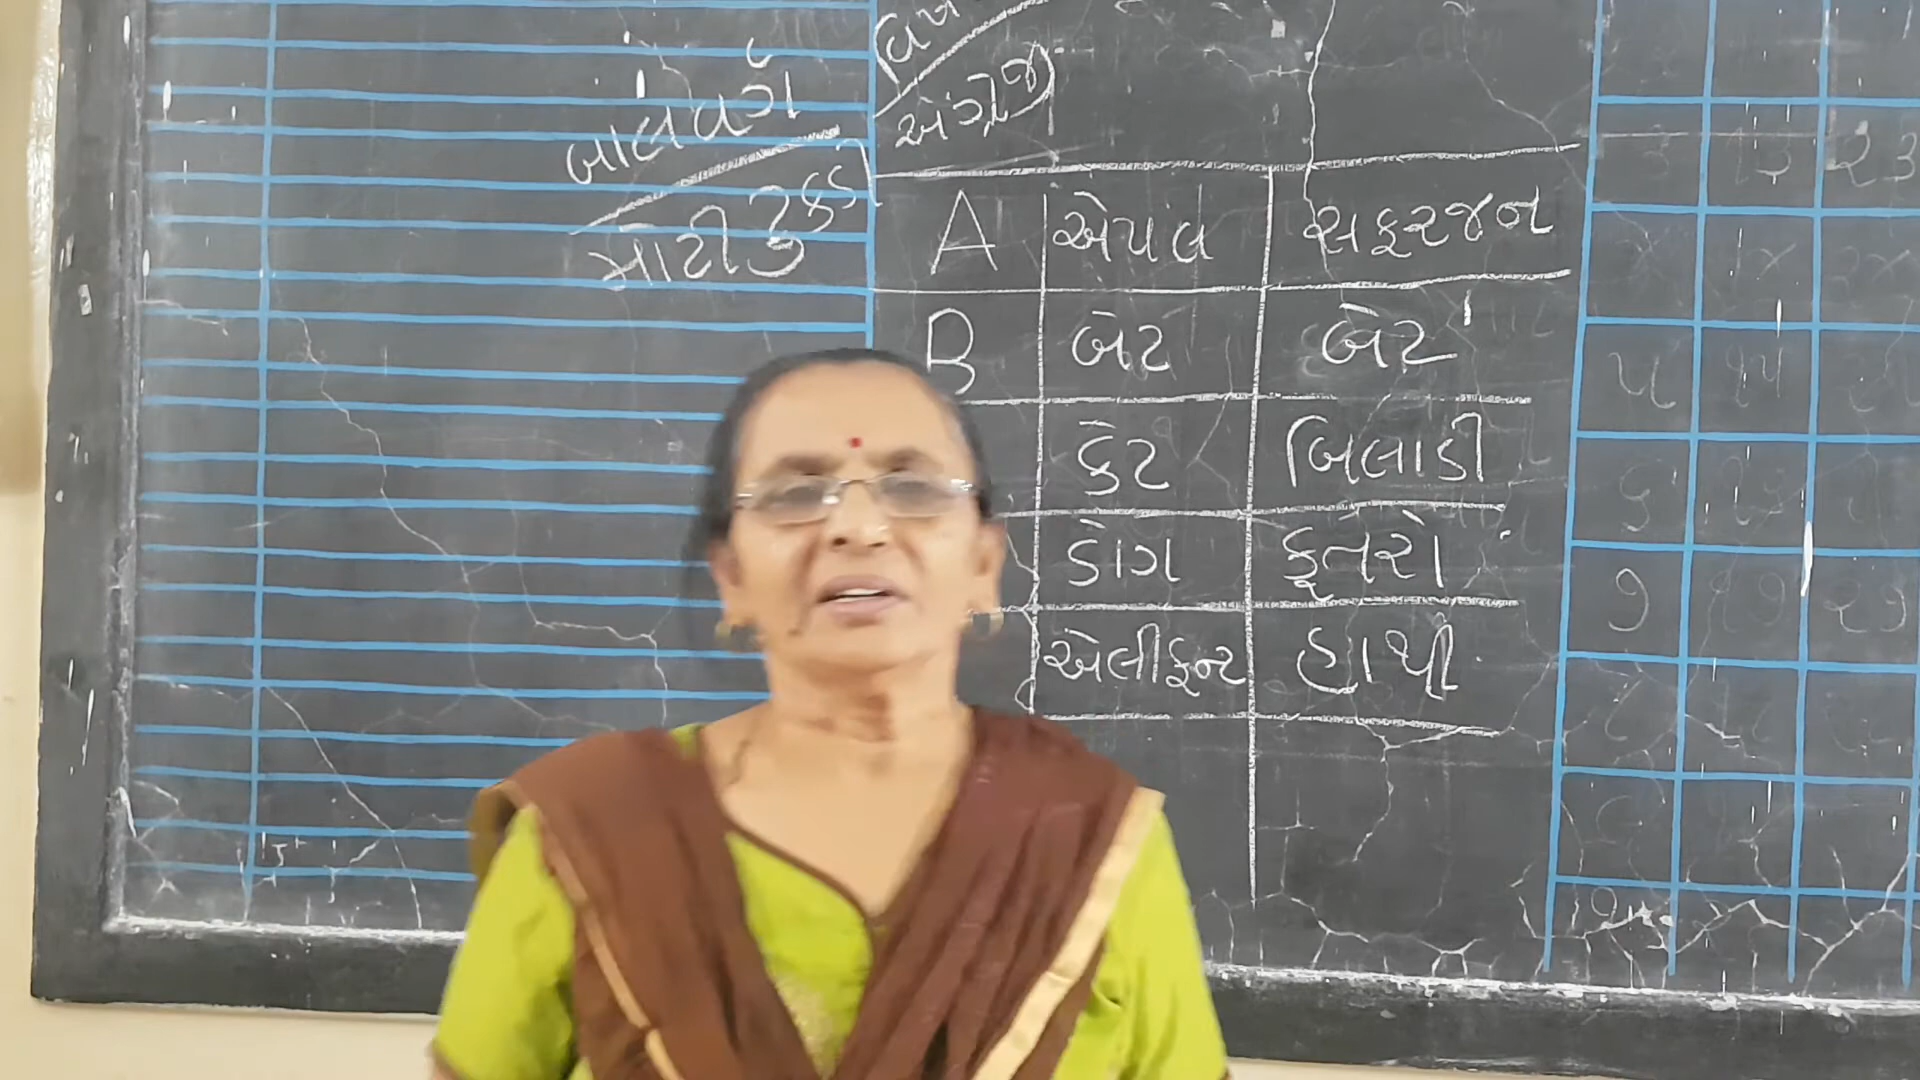 બાલવર્ગ
મોટી ટુકડી
અંગ્રેજી
A એપલ સફરજન
B બેટ બેટ
કેટ બિલાડી
ડોગ કૂતરો
એલીફન્ટ હાથી